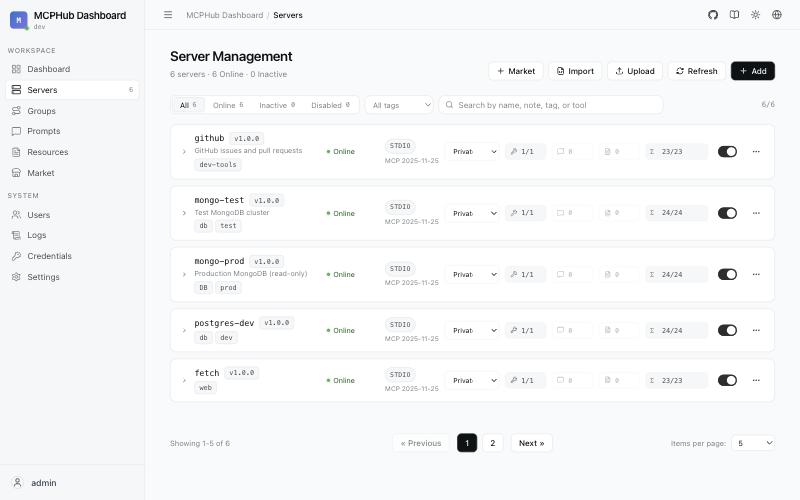 M
MCPHub Dashboard
dev
WORKSPACE
Dashboard
Servers 6
Groups
Prompts
Resources
Market
SYSTEM
Users
Logs
Credentials
Settings
admin
MCPHub Dashboard / Servers
Server Management
6 servers · 6 Online · 0 Inactive
Market Import Upload Refresh Add
All 6 Online 6 Inactive 0 Disabled 0 All tags Search by name, note, tag, or tool 6/6
github v1.0.0
GitHub issues and pull requests
dev-tools
Online
STDIO
MCP 2025-11-25
Privat 1/1 0 0 Σ 23/23
mongo-test v1.0.0
Test MongoDB cluster
db test
Online
STDIO
MCP 2025-11-25
Privat 1/1 0 0 Σ 24/24
mongo-prod v1.0.0
Production MongoDB (read-only)
DB prod
Online
STDIO
MCP 2025-11-25
Privat 1/1 0 0 Σ 24/24
postgres-dev v1.0.0
db dev
Online
STDIO
MCP 2025-11-25
Privat 1/1 0 0 Σ 24/24
fetch v1.0.0
web
Online
STDIO
MCP 2025-11-25
Privat 1/1 0 0 Σ 23/23
Showing 1-5 of 6
« Previous 1 2 Next »
Items per page: 5